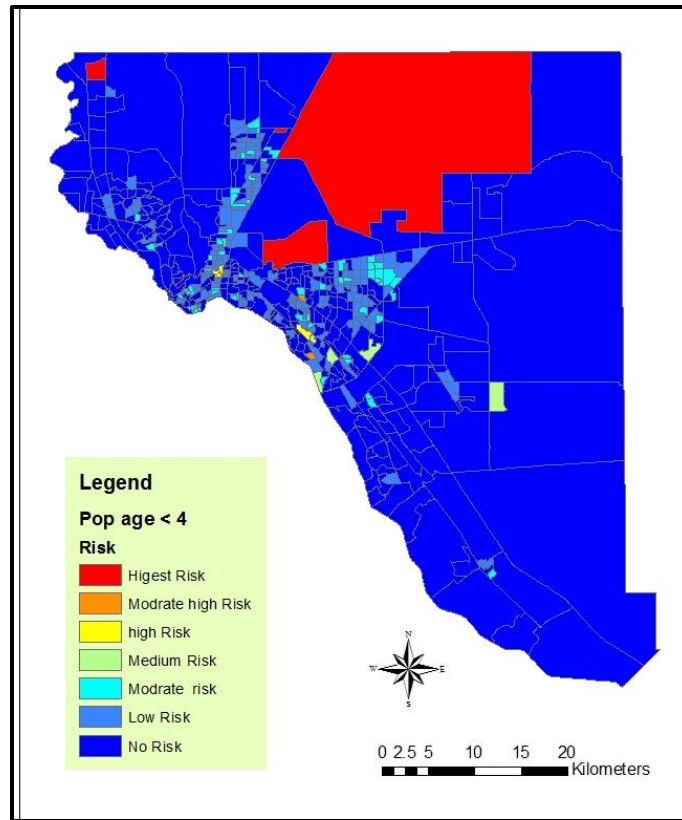 Legend
Pop age < 4
Risk
Higest Risk
Modrate high Risk
high Risk
Medium Risk
Modrate  risk
Low Risk
No Risk
N
W E
S
0 2.5 5 10 15 20
Kilometers